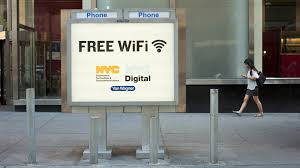 Phone Phone
FREE WiFi
NYC
Digital
Van Wagner